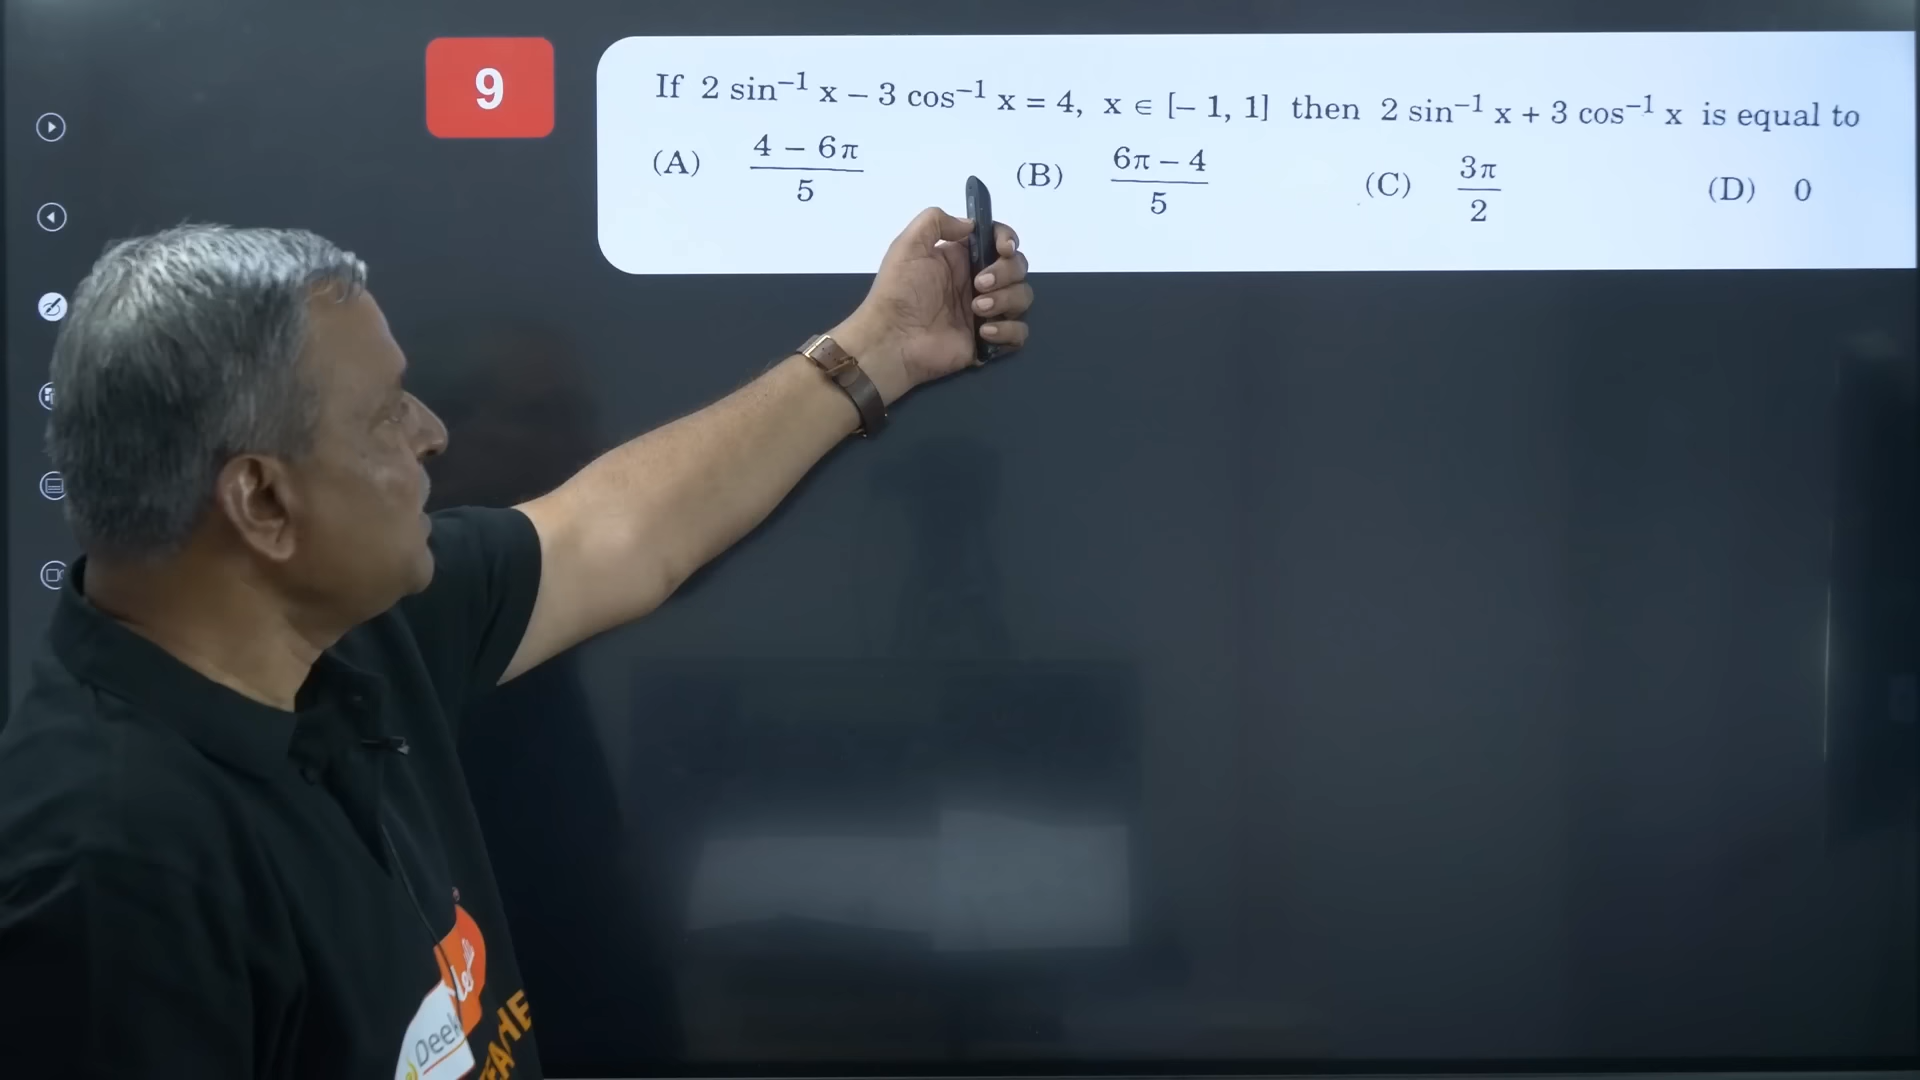 9
If 2 sin⁻¹ x – 3 cos⁻¹ x = 4, x ∈ [– 1, 1] then 2 sin⁻¹ x + 3 cos⁻¹ x is equal to
(A) (4 – 6π)/5 (B) (6π – 4)/5 (C) 3π/2 (D) 0